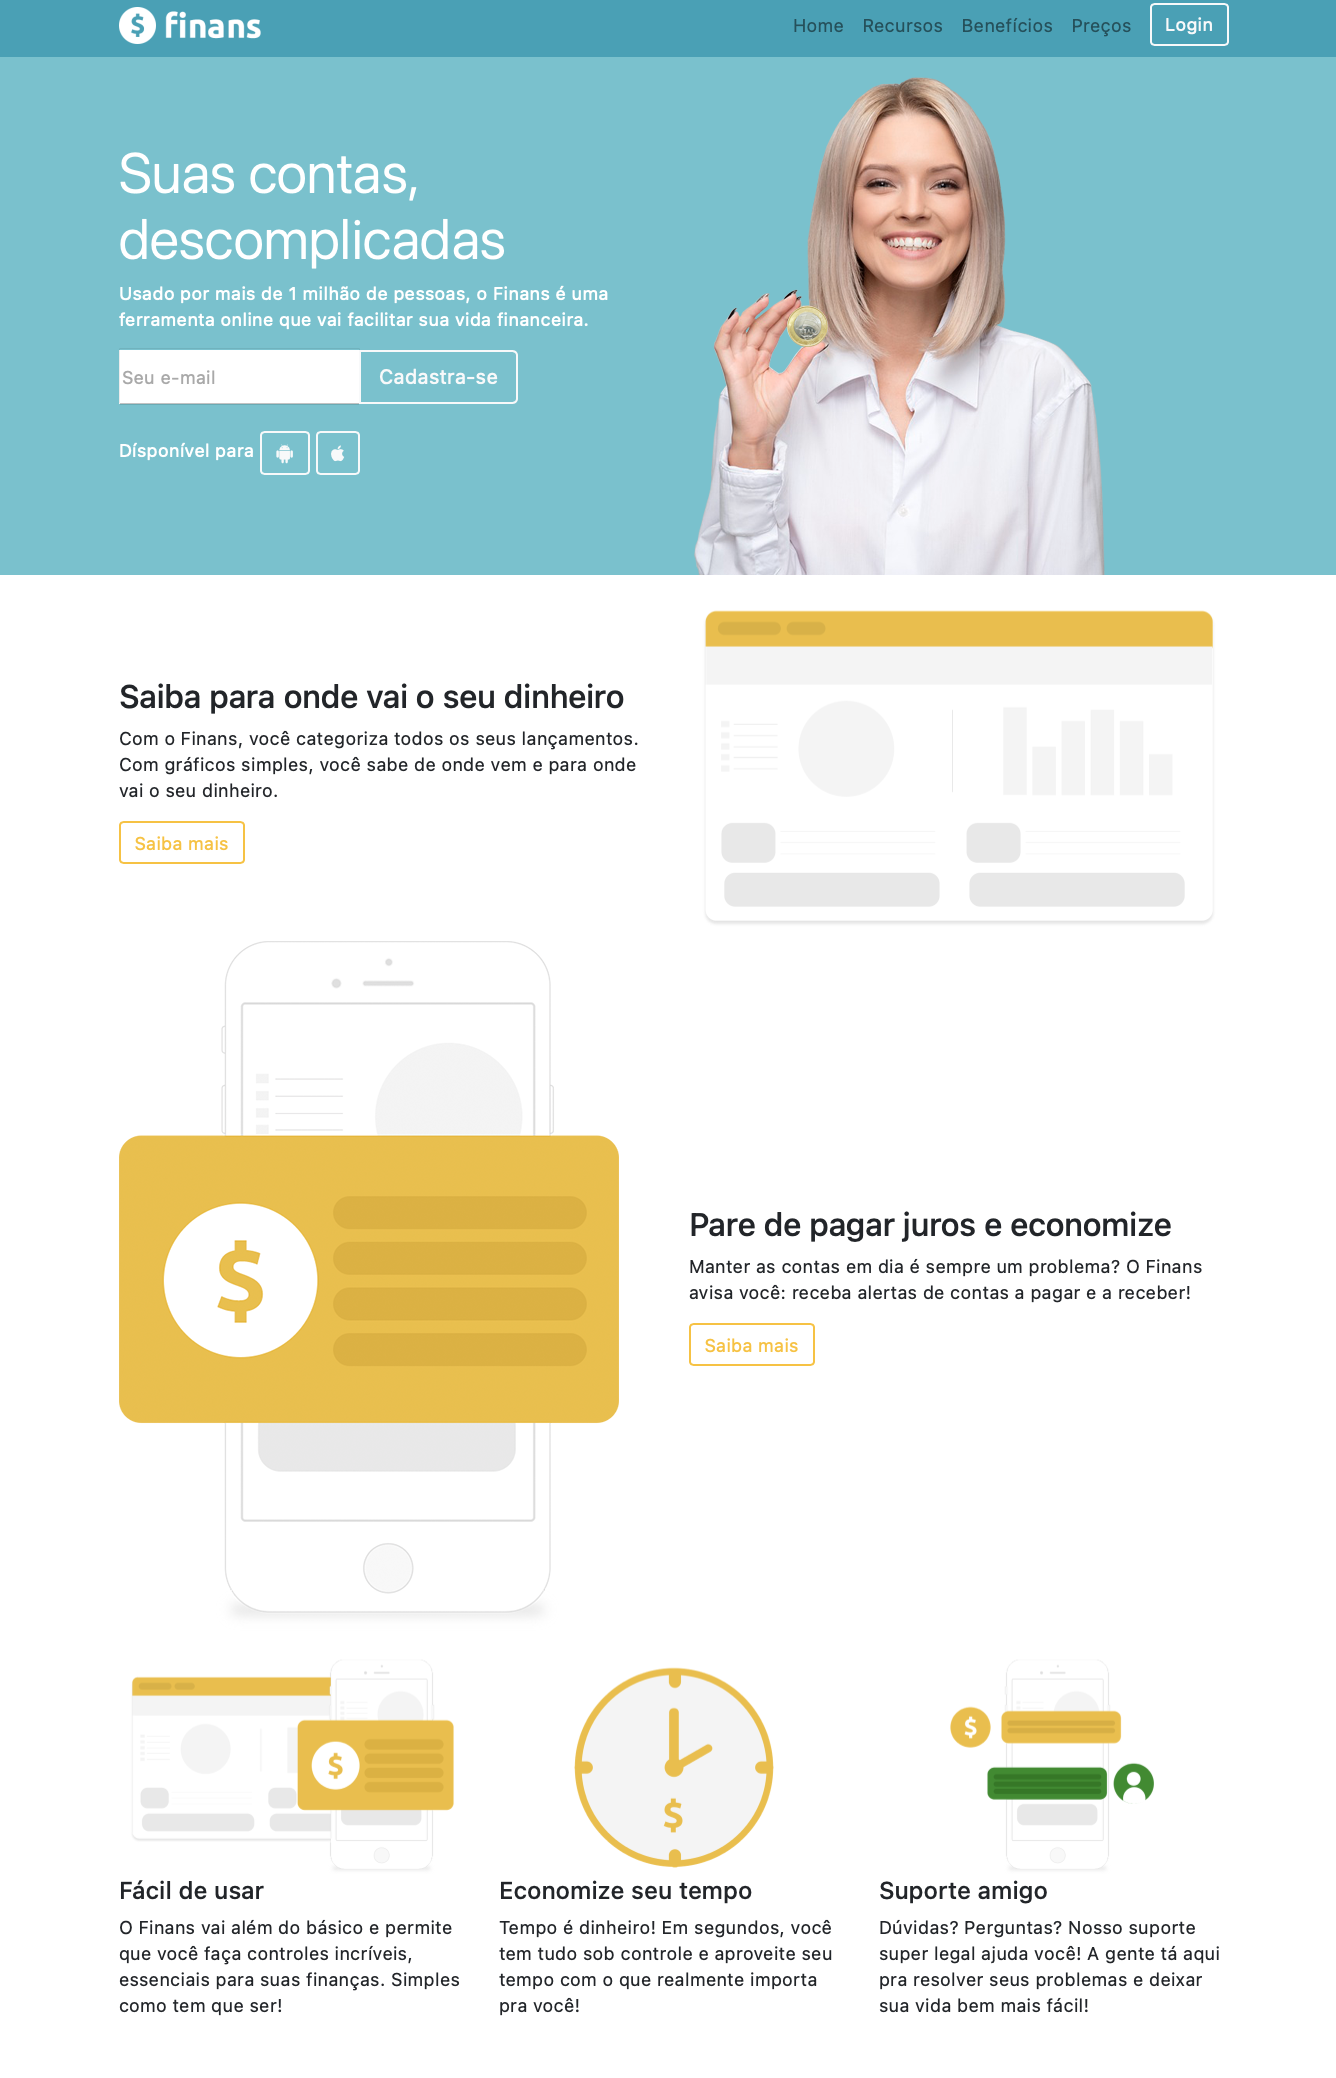 $ finans
Home Recursos Benefícios Preços Login
Suas contas,
descomplicadas
Usado por mais de 1 milhão de pessoas, o Finans é uma
ferramenta online que vai facilitar sua vida financeira.
Seu e-mail Cadastra-se
Dísponível para
Saiba para onde vai o seu dinheiro
Com o Finans, você categoriza todos os seus lançamentos.
Com gráficos simples, você sabe de onde vem e para onde
vai o seu dinheiro.
Saiba mais
$
Pare de pagar juros e economize
Manter as contas em dia é sempre um problema? O Finans
avisa você: receba alertas de contas a pagar e a receber!
Saiba mais
$
$
$
Fácil de usar
O Finans vai além do básico e permite
que você faça controles incríveis,
essenciais para suas finanças. Simples
como tem que ser!
Economize seu tempo
Tempo é dinheiro! Em segundos, você
tem tudo sob controle e aproveite seu
tempo com o que realmente importa
pra você!
Suporte amigo
Dúvidas? Perguntas? Nosso suporte
super legal ajuda você! A gente tá aqui
pra resolver seus problemas e deixar
sua vida bem mais fácil!